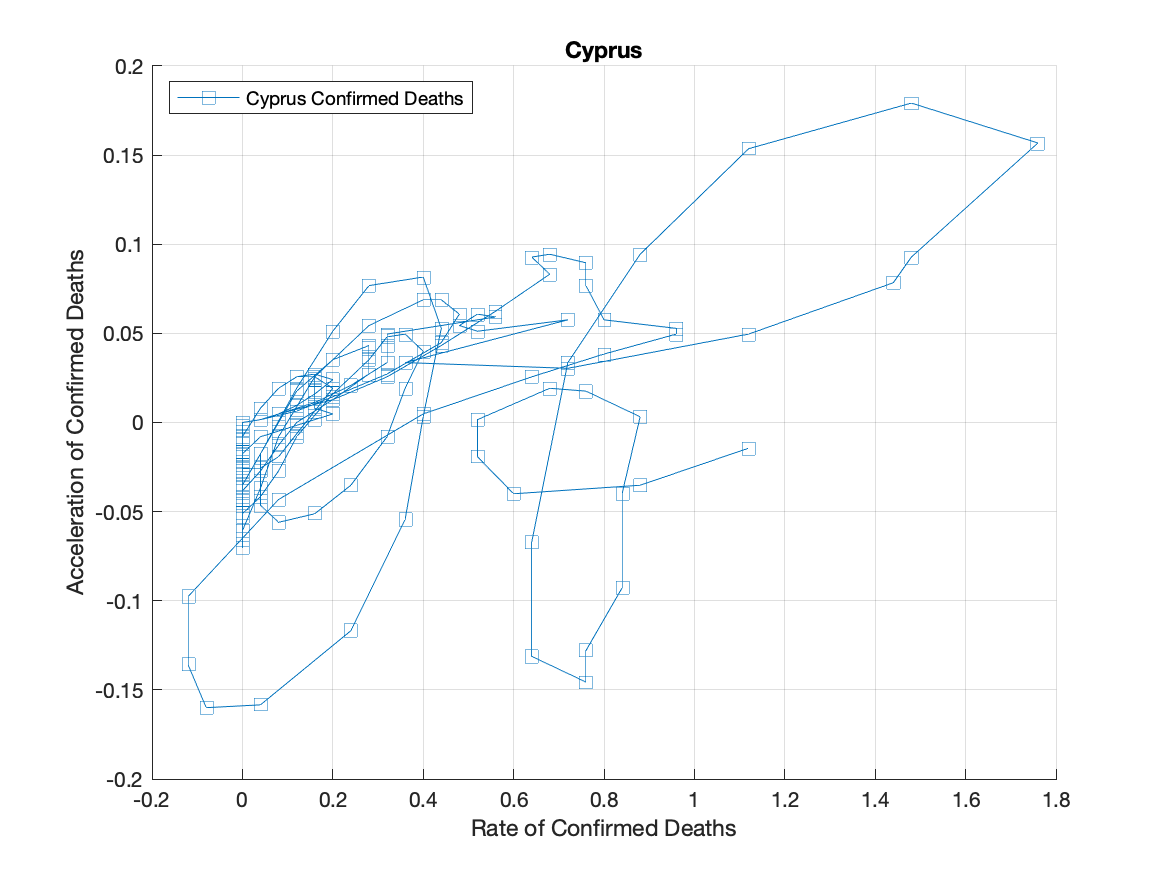 Cyprus
Cyprus Confirmed Deaths
0.2
0.15
0.1
0.05
0
-0.05
-0.1
-0.15
-0.2
-0.2 0 0.2 0.4 0.6 0.8 1 1.2 1.4 1.6 1.8
Rate of Confirmed Deaths
Acceleration of Confirmed Deaths